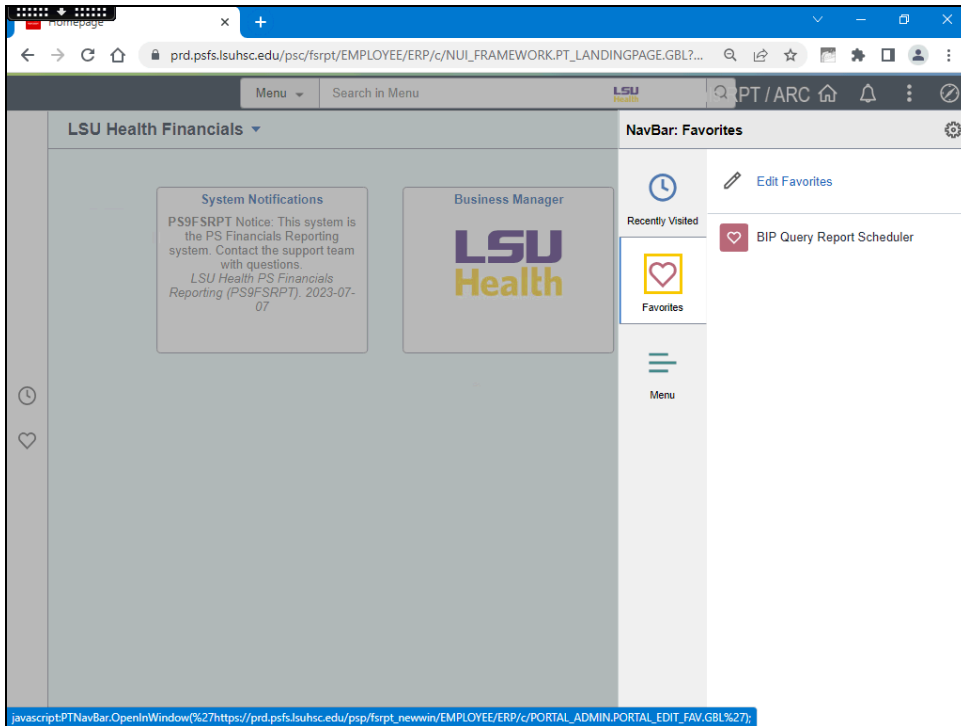 Homepage
prd.psfs.lsuhsc.edu/psc/fsrpt/EMPLOYEE/ERP/c/NUI_FRAMEWORK.PT_LANDINGPAGE.GBL?...
Menu
Search in Menu
LSU
Health
RPT / ARC
LSU Health Financials
NavBar: Favorites
System Notifications
PS9FSRPT Notice: This system is
the PS Financials Reporting
system. Contact the support team
with questions.
LSU Health PS Financials
Reporting (PS9FSRPT). 2023-07-
07
Business Manager
LSU
Health
Recently Visited
Favorites
Menu
Edit Favorites
BIP Query Report Scheduler
javascript:PTNavBar.OpenInWindow(%27https://prd.psfs.lsuhsc.edu/psp/fsrpt_newwin/EMPLOYEE/ERP/c/PORTAL_ADMIN.PORTAL_EDIT_FAV.GBL%27);